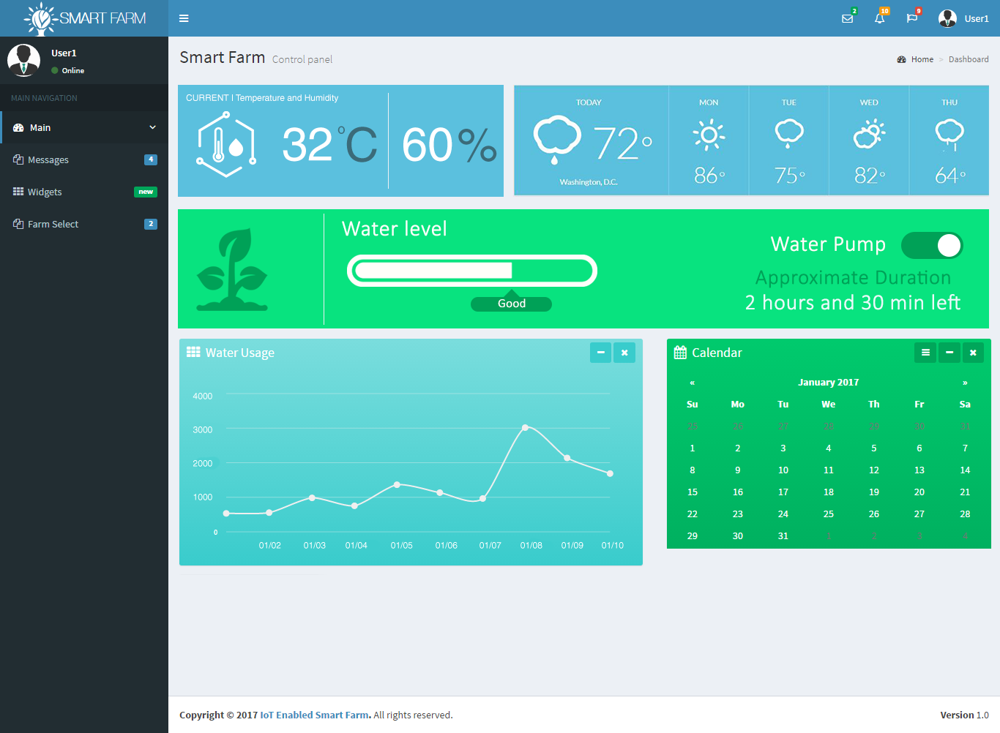 SMART FARM
2
10
9
User1
User1
Online
MAIN NAVIGATION
Main
Messages
4
Widgets
new
Farm Select
2
Smart Farm Control panel
Home > Dashboard
CURRENT | Temperature and Humidity
32 °C
60 %
TODAY
72°
Washington, D.C.
MON
86°
TUE
75°
WED
82°
THU
64°
Water level
Good
Water Pump
Approximate Duration
2 hours and 30 min left
Water Usage
4000
3000
2000
1000
0
01/02 01/03 01/04 01/05 01/06 01/07 01/08 01/09 01/10
Calendar
« January 2017 »
Su Mo Tu We Th Fr Sa
25 26 27 28 29 30 31
1 2 3 4 5 6 7
8 9 10 11 12 13 14
15 16 17 18 19 20 21
22 23 24 25 26 27 28
29 30 31 1 2 3 4
Copyright © 2017 IoT Enabled Smart Farm. All rights reserved.
Version 1.0